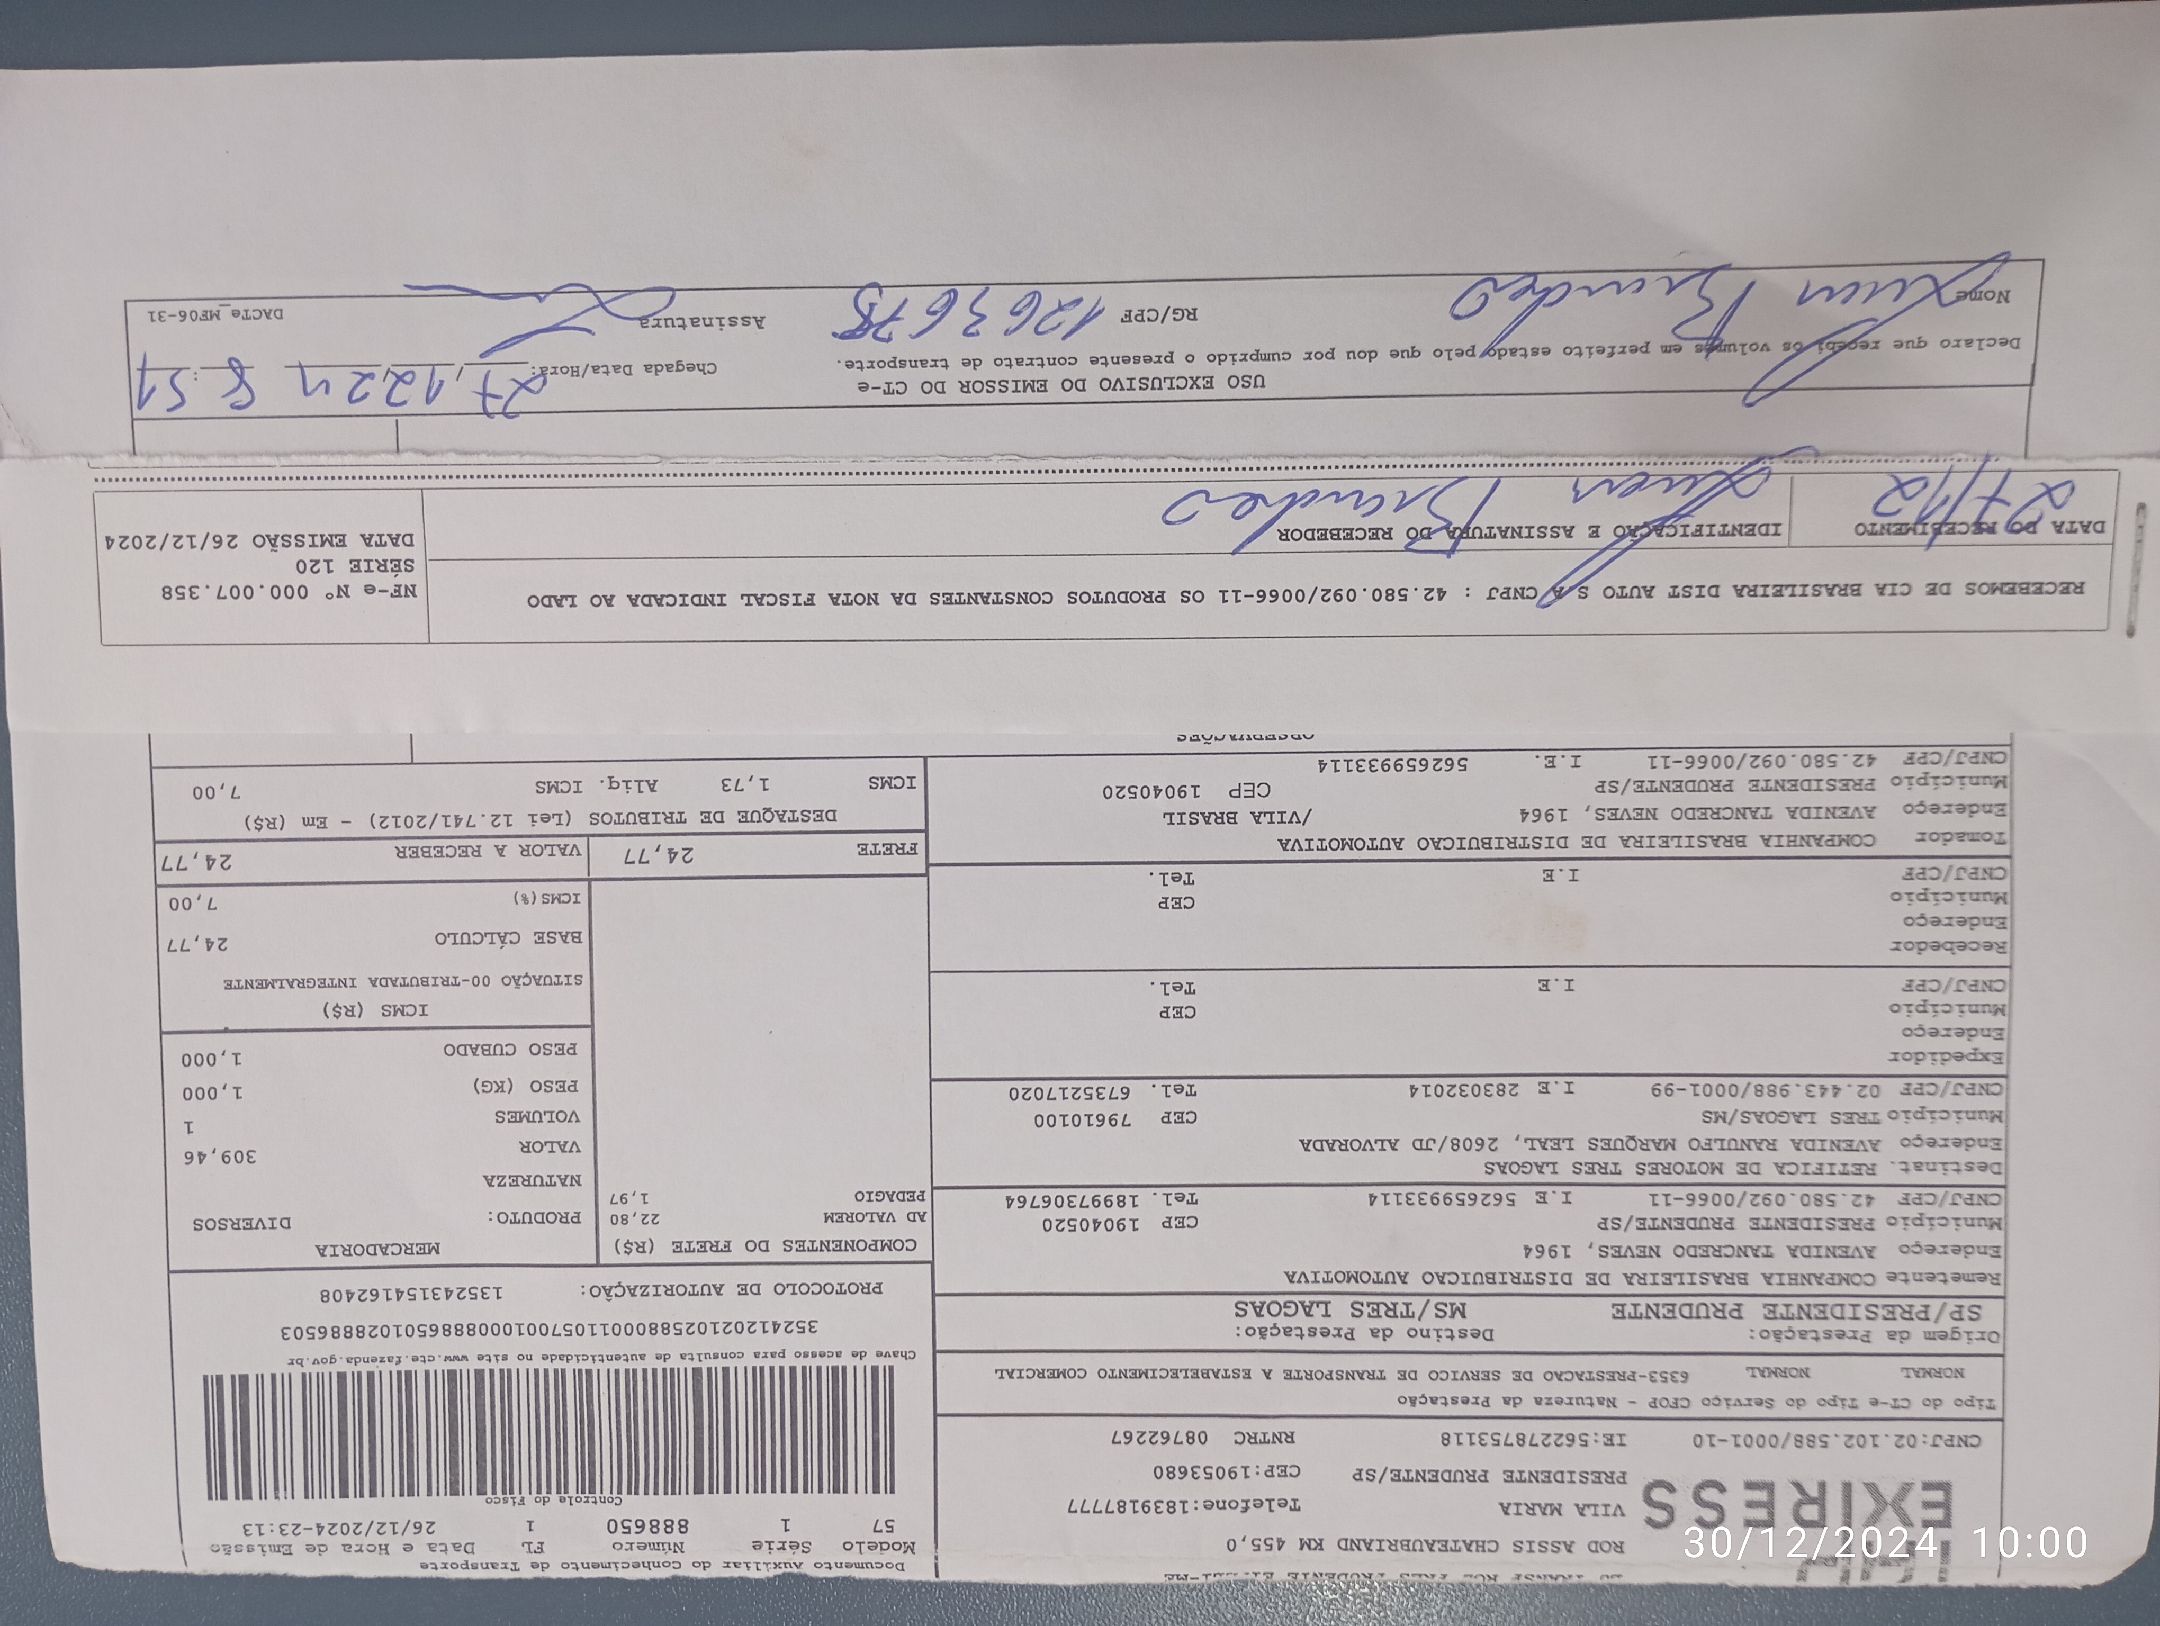 EXIRESS
ROD ASSIS CHATEAUBRIAND KM 455,0
VILA MARIA Telefone:1839187777
PRESIDENTE PRUDENTE/SP CEP:19053680
CNPJ:02.102.588/0001-10 IE:562278753118 RNTRC 08762267
Documento Auxiliar do Conhecimento de Transporte
Modelo Série Número FL Data e Hora de Emissão
57 1 888650 1 26/12/2024-23:13
Controle do Fisco
Chave de acesso para consulta de autenticidade no site www.cte.fazenda.gov.br
35241202102588000110570010008886501028886503
PROTOCOLO DE AUTORIZAÇÃO: 135243154162408
Tipo do CT-e Tipo do Serviço CFOP - Natureza da Prestação
NORMAL NORMAL 6353-PRESTACAO DE SERVICO DE TRANSPORTE A ESTABELECIMENTO COMERCIAL
Origem da Prestação: Destino da Prestação:
SP/PRESIDENTE PRUDENTE MS/TRES LAGOAS
Remetente COMPANHIA BRASILEIRA DE DISTRIBUICAO AUTOMOTIVA
Endereço AVENIDA TANCREDO NEVES, 1964
Município PRESIDENTE PRUDENTE/SP CEP 19040520
CNPJ/CPF 42.580.092/0066-11 I.E 562659933114 Tel. 18997306764
Destinat. RETIFICA DE MOTORES TRES LAGOAS
Endereço AVENIDA RANULFO MARQUES LEAL, 2608/JD ALVORADA
Município TRES LAGOAS/MS CEP 79610100
CNPJ/CPF 02.443.988/0001-99 I.E 283032014 Tel. 6735217020
Expedidor
Endereço
Município CEP
CNPJ/CPF I.E Tel.
Recebedor
Endereço
Município CEP
CNPJ/CPF I.E Tel.
Tomador COMPANHIA BRASILEIRA DE DISTRIBUICAO AUTOMOTIVA
Endereço AVENIDA TANCREDO NEVES, 1964 /VILA BRASIL
Município PRESIDENTE PRUDENTE/SP CEP 19040520
CNPJ/CPF 42.580.092/0066-11 I.E. 562659933114
OBSERVAÇÕES
COMPONENTES DO FRETE (R$)
AD VALOREM 22,80
PEDAGIO 1,97
MERCADORIA
PRODUTO: DIVERSOS
NATUREZA
VALOR 309,46
VOLUMES 1
PESO (KG) 1,000
PESO CUBADO 1,000
ICMS (R$)
SITUAÇÃO 00-TRIBUTADA INTEGRALMENTE
BASE CÁLCULO 24,77
ICMS(%) 7,00
FRETE 24,77 VALOR A RECEBER 24,77
DESTAQUE DE TRIBUTOS (Lei 12.741/2012) - Em (R$)
ICMS 1,73 Aliq. ICMS 7,00
RECEBEMOS DE CIA BRASILEIRA DIST AUTO S A CNPJ : 42.580.092/0066-11 OS PRODUTOS CONSTANTES DA NOTA FISCAL INDICADA AO LADO
NF-e Nº 000.007.358
SÉRIE 120
DATA EMISSÃO 26/12/2024
DATA DO RECEBIMENTO IDENTIFICAÇÃO E ASSINATURA DO RECEBEDOR
27/12
USO EXCLUSIVO DO EMISSOR DO CT-e
Declaro que recebi os volumes em perfeito estado pelo que dou por cumprido o presente contrato de transporte.
Chegada Data/Hora: 27,12 24 8:51
Nome RG/CPF 12636778 Assinatura
DACTe MF06-31
30/12/2024 10:00